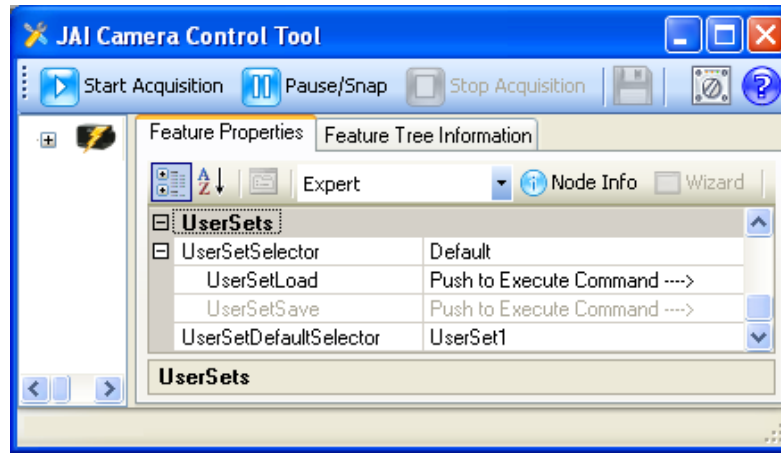 JAI Camera Control Tool
Start Acquisition Pause/Snap Stop Acquisition
Feature Properties Feature Tree Information
Expert Node Info Wizard
UserSets
UserSetSelector Default
UserSetLoad Push to Execute Command ---->
UserSetSave Push to Execute Command ---->
UserSetDefaultSelector UserSet1
UserSets